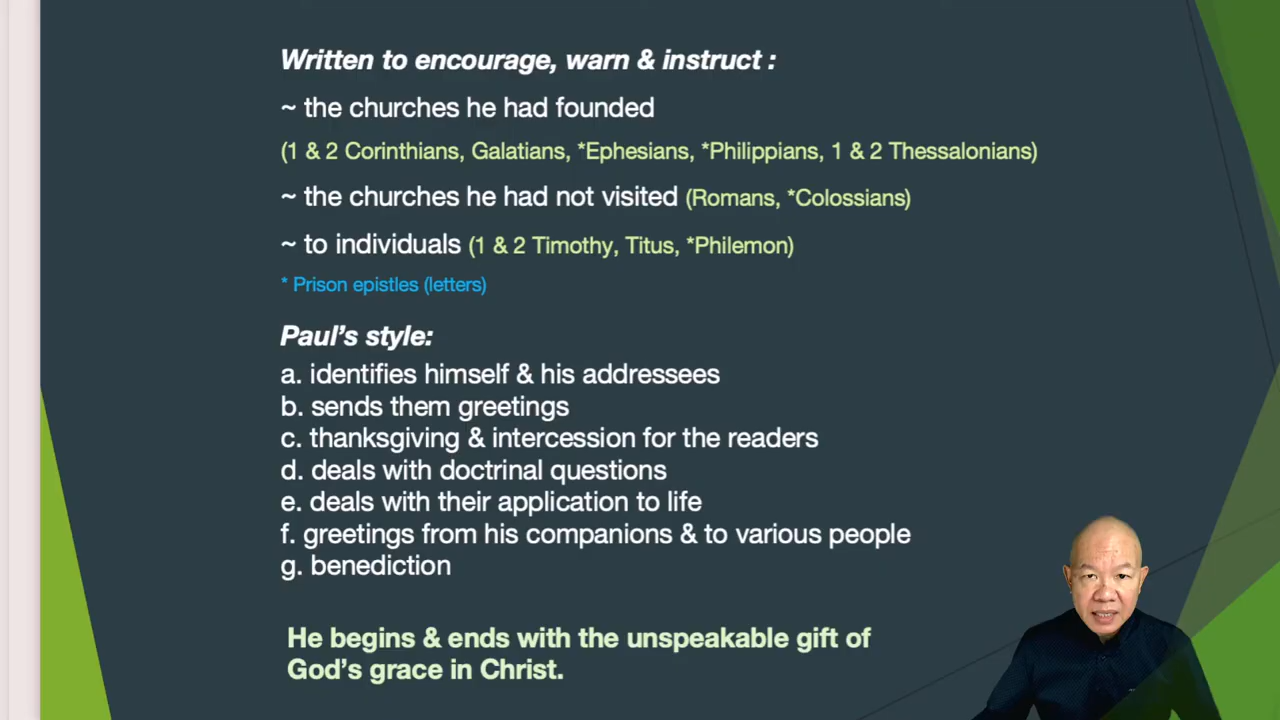 Written to encourage, warn & instruct :
~ the churches he had founded
(1 & 2 Corinthians, Galatians, *Ephesians, *Philippians, 1 & 2 Thessalonians)
~ the churches he had not visited (Romans, *Colossians)
~ to individuals (1 & 2 Timothy, Titus, *Philemon)
* Prison epistles (letters)
Paul's style:
a. identifies himself & his addressees
b. sends them greetings
c. thanksgiving & intercession for the readers
d. deals with doctrinal questions
e. deals with their application to life
f. greetings from his companions & to various people
g. benediction
He begins & ends with the unspeakable gift of
God's grace in Christ.